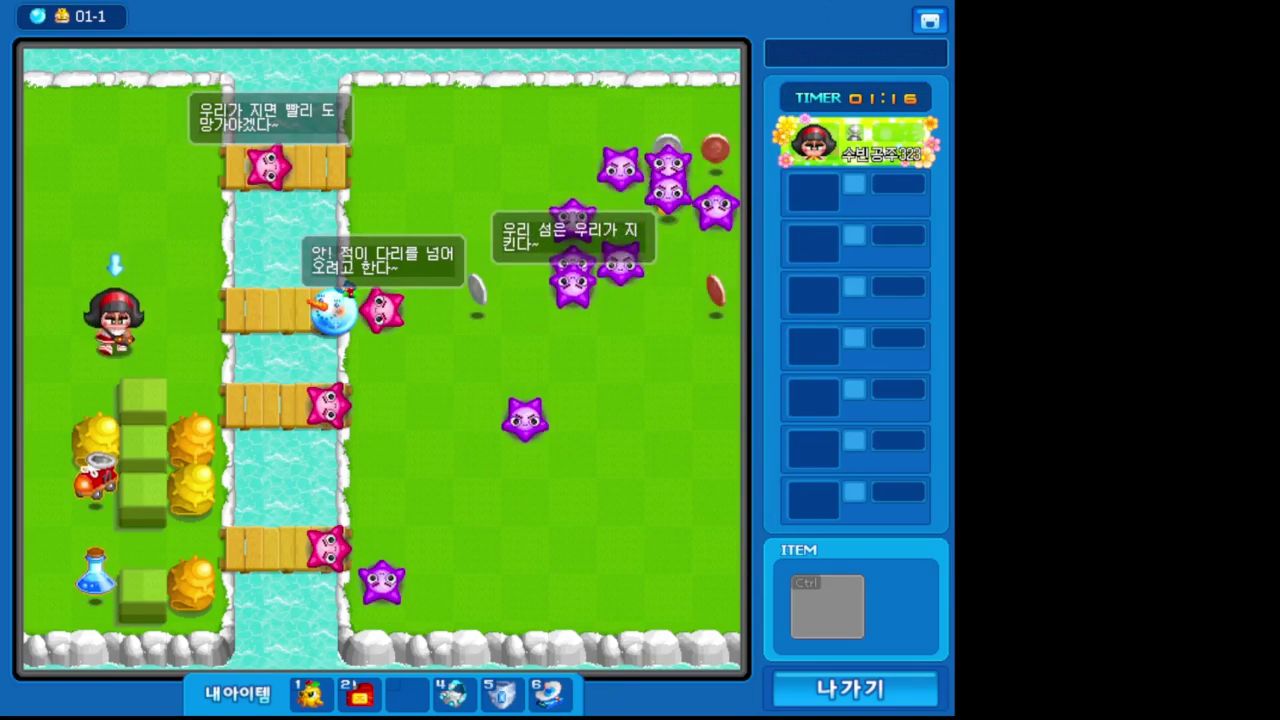 01-1
우리가 지면 빨리 도
망가야겠다~
앗! 적이 다리를 넘어
오려고 한다~
우리 섬은 우리가 지
킨다~
TIMER 01:16
수빈공주323
ITEM
Ctrl
내아이템
1
2
4
5
6
나가기